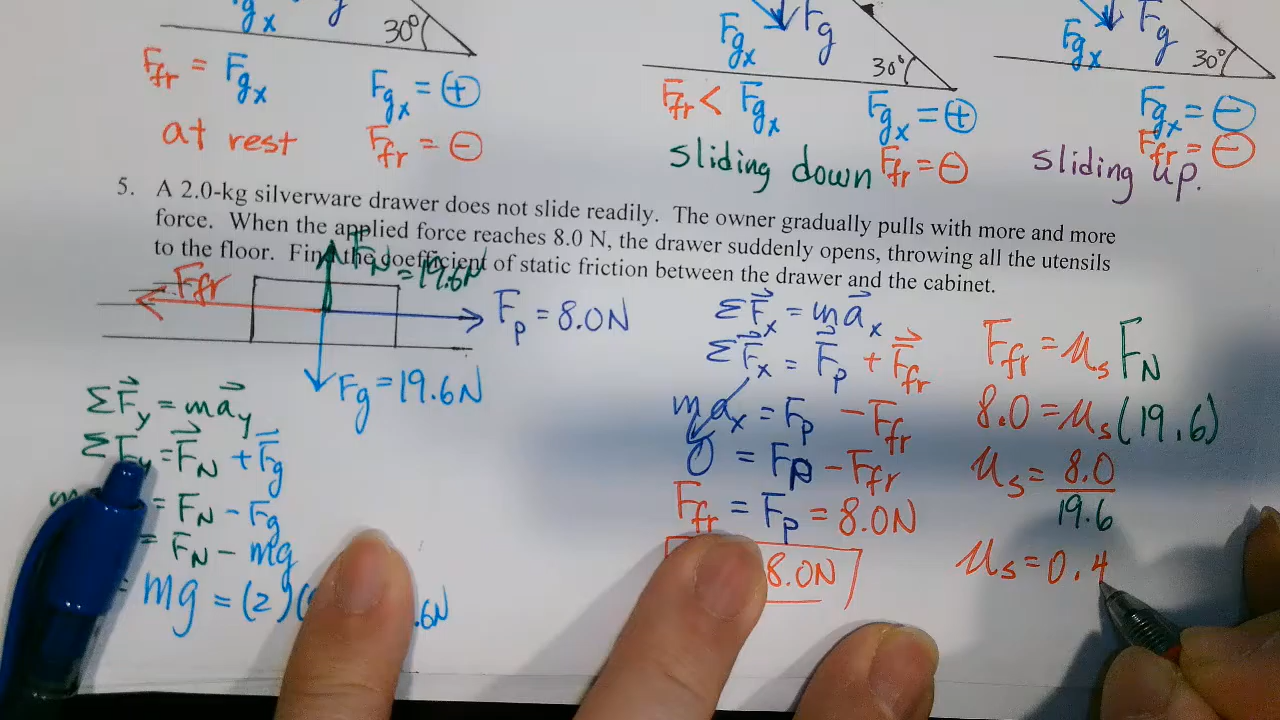 Fgx Fg
30°
Ffr = Fgx Fgx = ⊕
at rest Ffr = ⊖
Fgx Fg
30°
Ffr < Fgx Fgx = ⊕
sliding down Ffr = ⊖
Fgx Fg
30°
Fgx = ⊖
Ffr = ⊖
sliding up.
5. A 2.0-kg silverware drawer does not slide readily. The owner gradually pulls with more and more
force. When the applied force reaches 8.0 N, the drawer suddenly opens, throwing all the utensils
to the floor. Find the coefficient of static friction between the drawer and the cabinet.
FN = 19.6N
Ffr
Fp = 8.0N
Fg = 19.6N
ΣFy = may
ΣFy = FN + Fg
= FN - Fg
= FN - mg
mg = (2)( .6N
ΣFx = max
ΣFx = Fp + Ffr
max = Fp - Ffr
0 = Fp - Ffr
Ffr = Fp = 8.0N
8.0N
Ffr = μs FN
8.0 = μs(19.6)
μs = 8.0
19.6
μs = 0.4